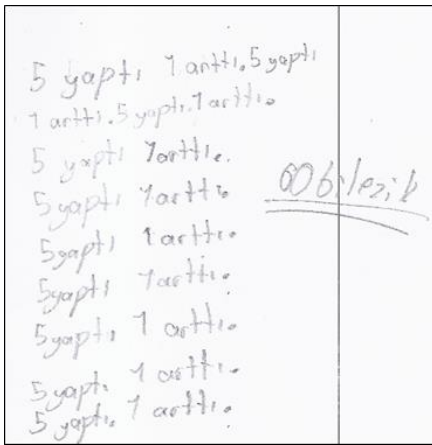 5 yaptı 1 arttı. 5 yaptı
1 arttı. 5 yaptı. 1 arttı.
5 yaptı 1 arttı.
5 yaptı 1 arttı
5 yaptı 1 arttı.
5 yaptı 1 arttı.
5 yaptı 1 arttı.
5 yaptı. 1 arttı.
5 yaptı. 1 arttı.
60 bilezik